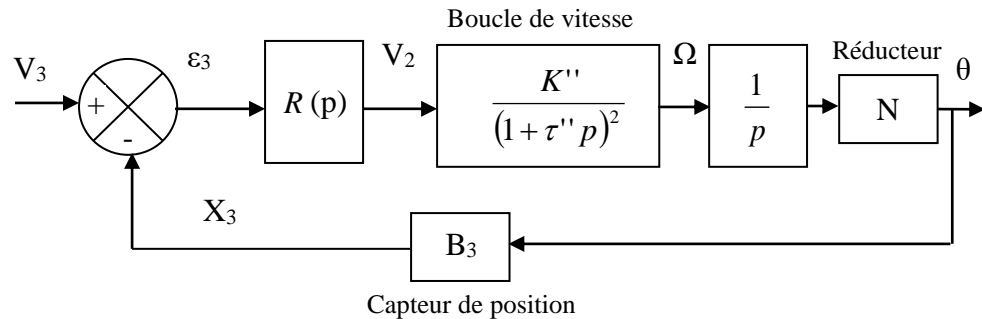 Boucle de vitesse
V₃
ε₃
V₂
Ω
Réducteur
θ
+
-
R (p)
K''
(1 + τ'' p)²
1
p
N
X₃
B₃
Capteur de position